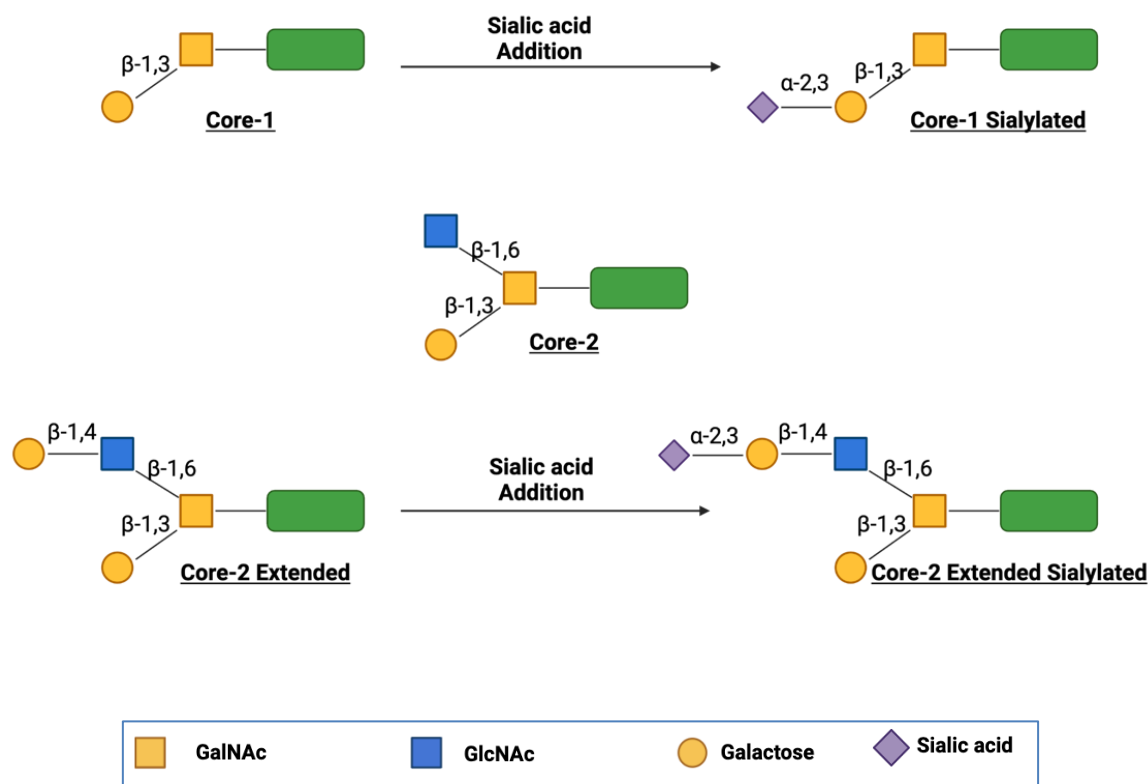 Sialic acid
Addition
β-1,3
Core-1
α-2,3
β-1,3
Core-1 Sialylated
β-1,6
β-1,3
Core-2
β-1,4
β-1,6
β-1,3
Core-2 Extended
Sialic acid
Addition
α-2,3
β-1,4
β-1,6
β-1,3
Core-2 Extended Sialylated
GalNAc
GlcNAc
Galactose
Sialic acid